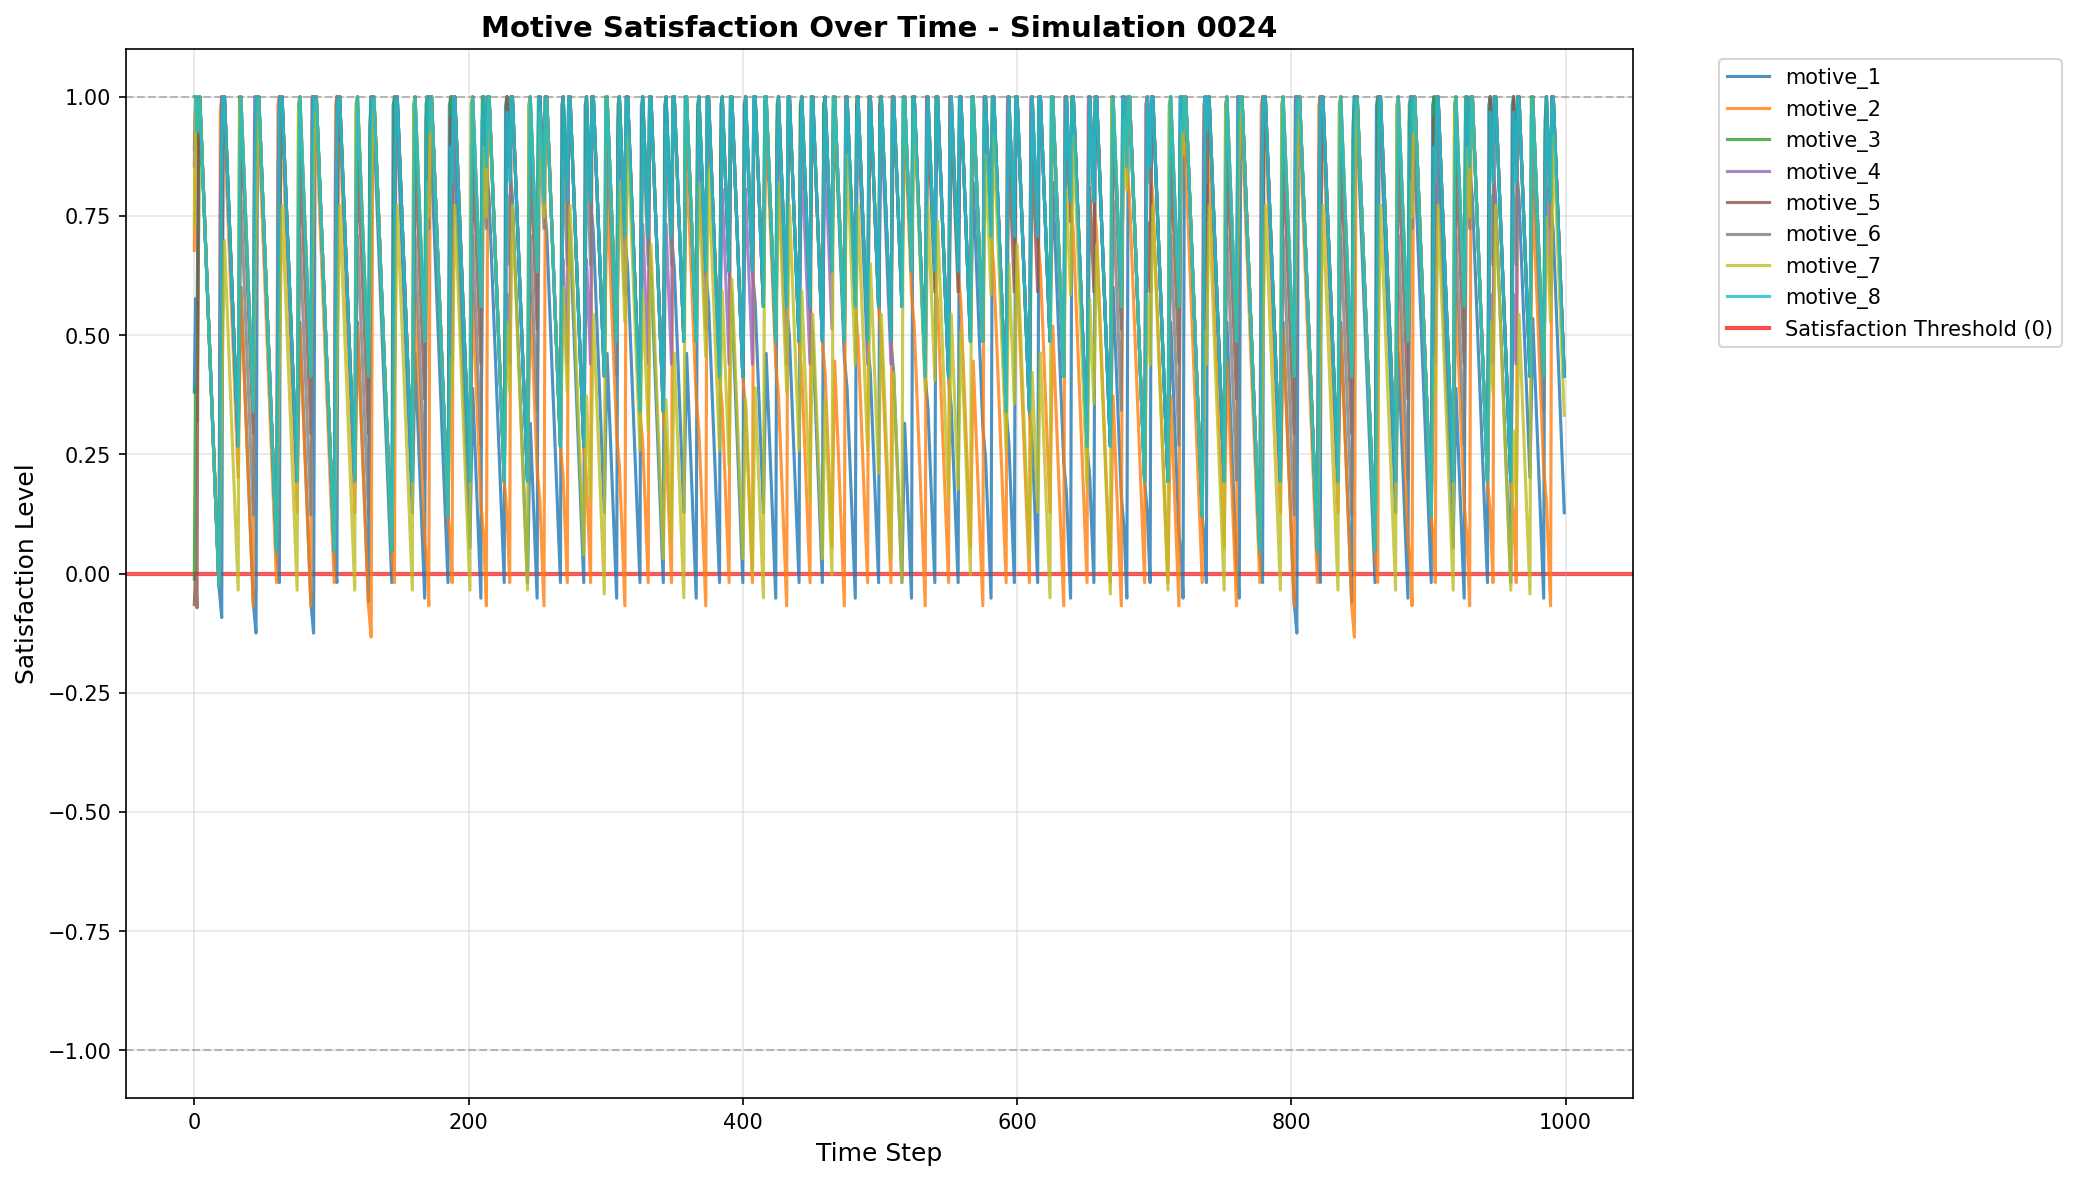 Motive Satisfaction Over Time - Simulation 0024
Satisfaction Level
1.00
0.75
0.50
0.25
0.00
−0.25
−0.50
−0.75
−1.00
0
200
400
600
800
1000
Time Step
motive_1
motive_2
motive_3
motive_4
motive_5
motive_6
motive_7
motive_8
Satisfaction Threshold (0)